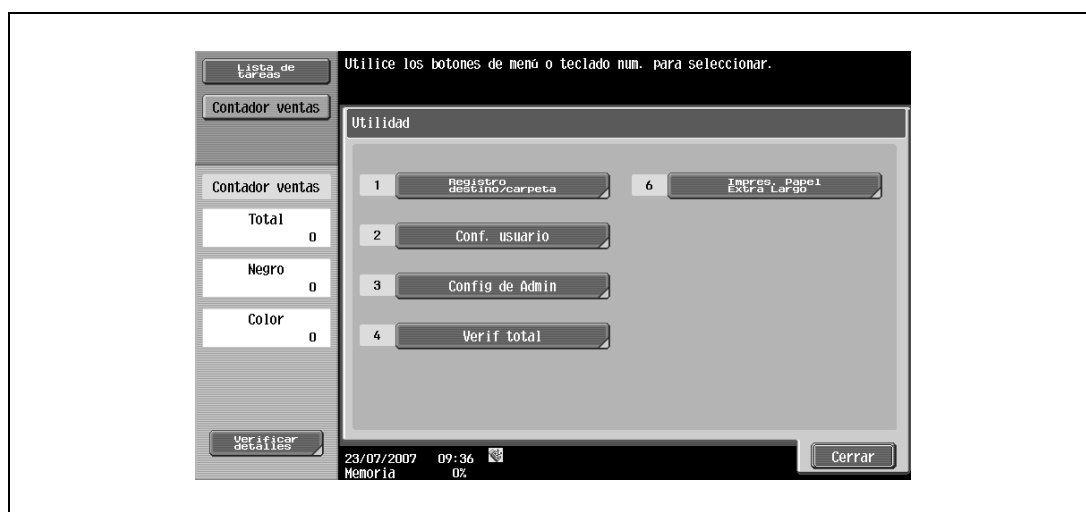 Lista de
tareas
Utilice los botones de menú o teclado num. para seleccionar.
Contador ventas
Utilidad
Contador ventas
1
Registro
destino/carpeta
6
Impres. Papel
Extra Largo
Total
0
2
Conf. usuario
Negro
0
3
Config de Admin
Color
0
4
Verif total
Verificar
detalles
23/07/2007 09:36
Memoria 0%
Cerrar